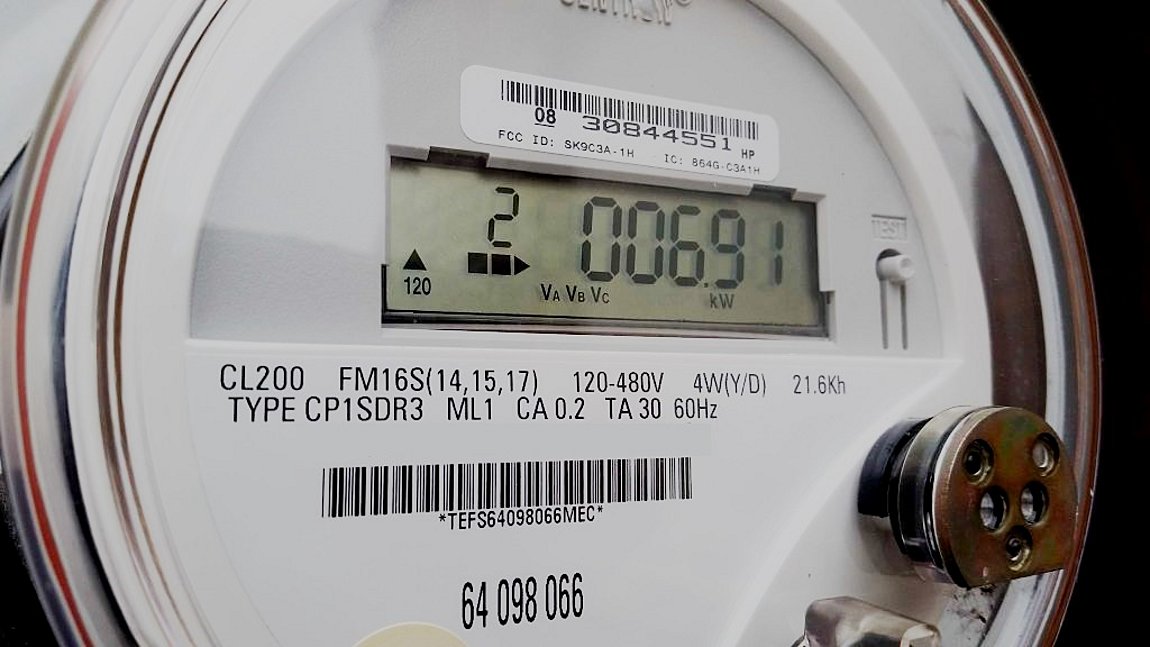 08 30844551 HP
FCC ID: SK9C3A-1H IC: 864G-C3A1H
TEST
2 006.91
120 VA VB VC kW
CL200 FM16S(14,15,17) 120-480V 4W(Y/D) 21.6Kh
TYPE CP1SDR3 ML1 CA 0.2 TA 30 60Hz
*TEFS64098066MEC*
64 098 066